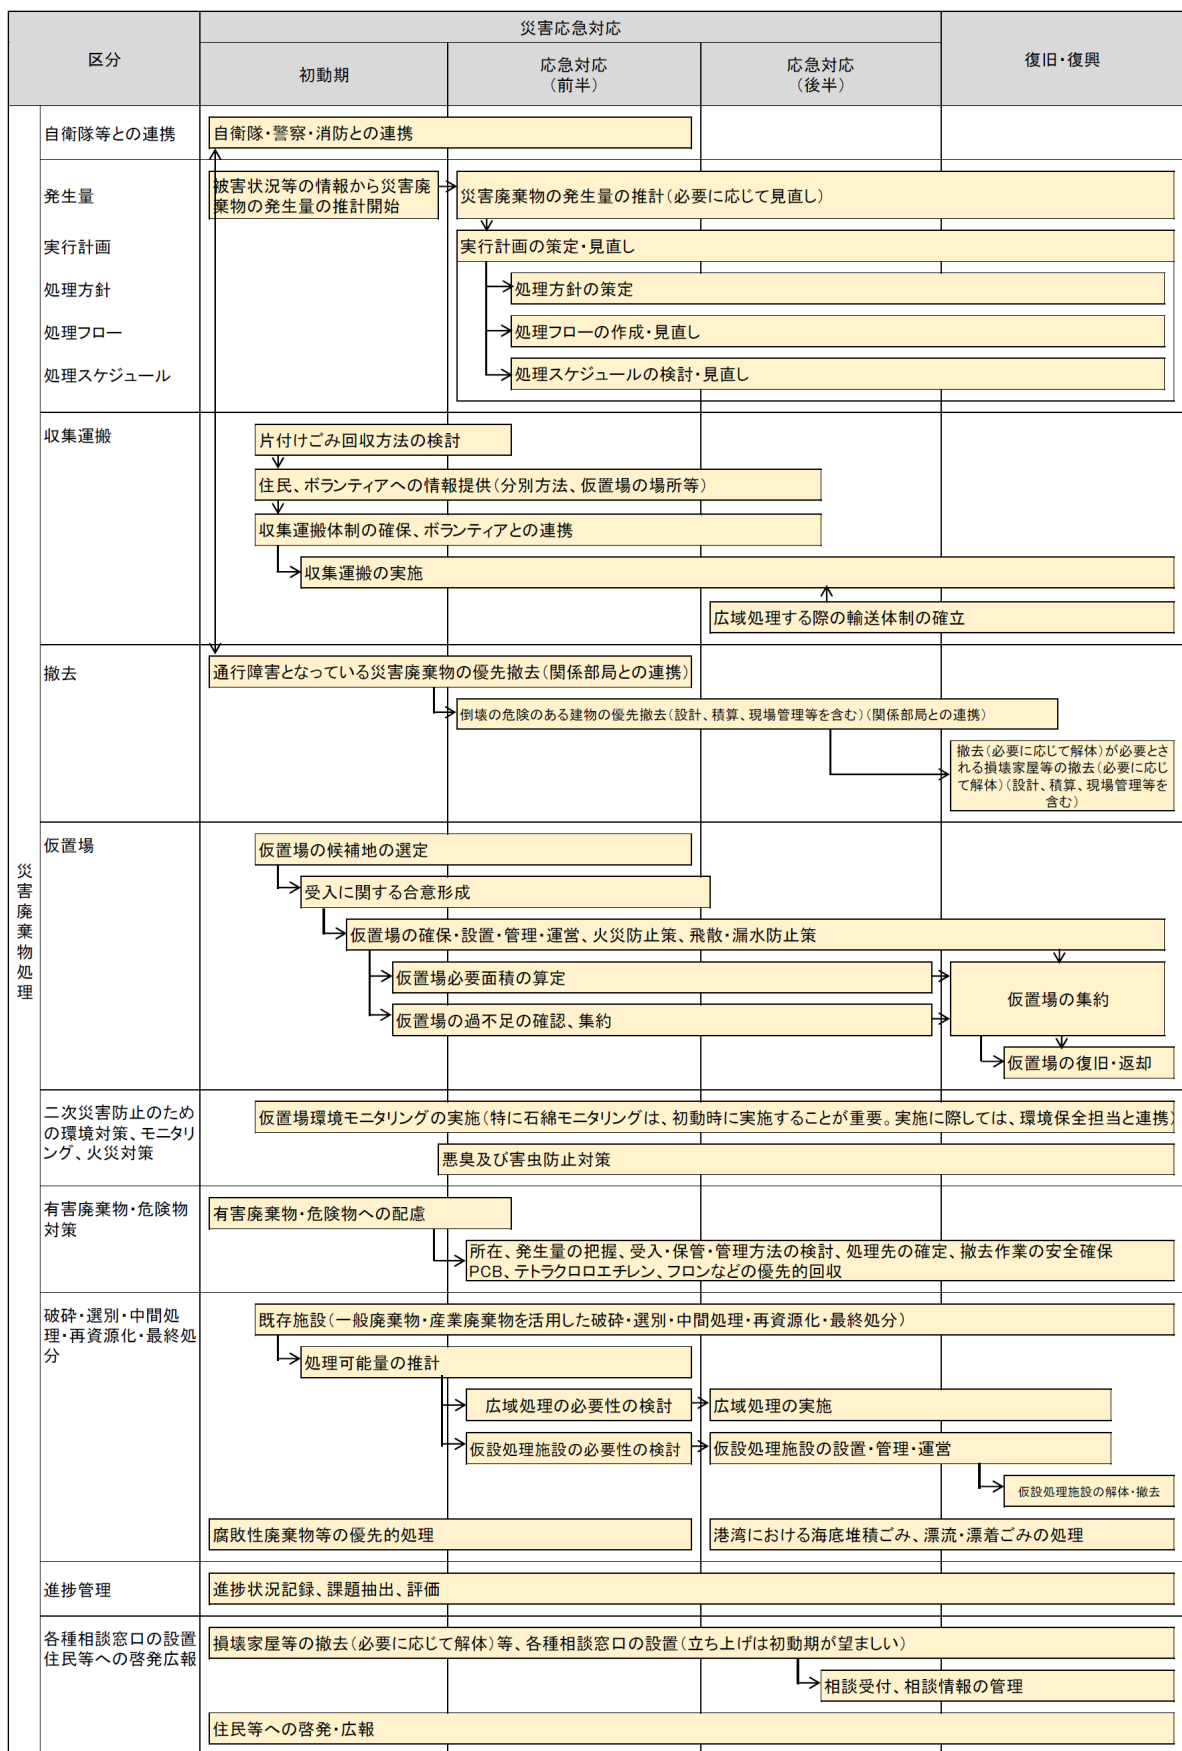 区分
災害応急対応
初動期
応急対応
（前半）
応急対応
（後半）
復旧・復興
災害廃棄物処理
自衛隊等との連携
自衛隊・警察・消防との連携
発生量
被害状況等の情報から災害廃
棄物の発生量の推計開始
災害廃棄物の発生量の推計（必要に応じて見直し）
実行計画
実行計画の策定・見直し
処理方針
処理方針の策定
処理フロー
処理フローの作成・見直し
処理スケジュール
処理スケジュールの検討・見直し
収集運搬
片付けごみ回収方法の検討
住民、ボランティアへの情報提供（分別方法、仮置場の場所等）
収集運搬体制の確保、ボランティアとの連携
収集運搬の実施
広域処理する際の輸送体制の確立
撤去
通行障害となっている災害廃棄物の優先撤去（関係部局との連携）
倒壊の危険のある建物の優先撤去（設計、積算、現場管理等を含む）（関係部局との連携）
撤去（必要に応じて解体）が必要とさ
れる損壊家屋等の撤去（必要に応じ
て解体）（設計、積算、現場管理等を
含む）
仮置場
仮置場の候補地の選定
受入に関する合意形成
仮置場の確保・設置・管理・運営、火災防止策、飛散・漏水防止策
仮置場必要面積の算定
仮置場の過不足の確認、集約
仮置場の集約
仮置場の復旧・返却
二次災害防止のため
の環境対策、モニタリ
ング、火災対策
仮置場環境モニタリングの実施（特に石綿モニタリングは、初動時に実施することが重要。実施に際しては、環境保全担当と連携）
悪臭及び害虫防止対策
有害廃棄物・危険物
対策
有害廃棄物・危険物への配慮
所在、発生量の把握、受入・保管・管理方法の検討、処理先の確定、撤去作業の安全確保
PCB、テトラクロロエチレン、フロンなどの優先的回収
破砕・選別・中間処
理・再資源化・最終処
分
既存施設（一般廃棄物・産業廃棄物を活用した破砕・選別・中間処理・再資源化・最終処分）
処理可能量の推計
広域処理の必要性の検討
広域処理の実施
仮設処理施設の必要性の検討
仮設処理施設の設置・管理・運営
仮設処理施設の解体・撤去
腐敗性廃棄物等の優先的処理
港湾における海底堆積ごみ、漂流・漂着ごみの処理
進捗管理
進捗状況記録、課題抽出、評価
各種相談窓口の設置
住民等への啓発広報
損壊家屋等の撤去（必要に応じて解体）等、各種相談窓口の設置（立ち上げは初動期が望ましい）
相談受付、相談情報の管理
住民等への啓発・広報